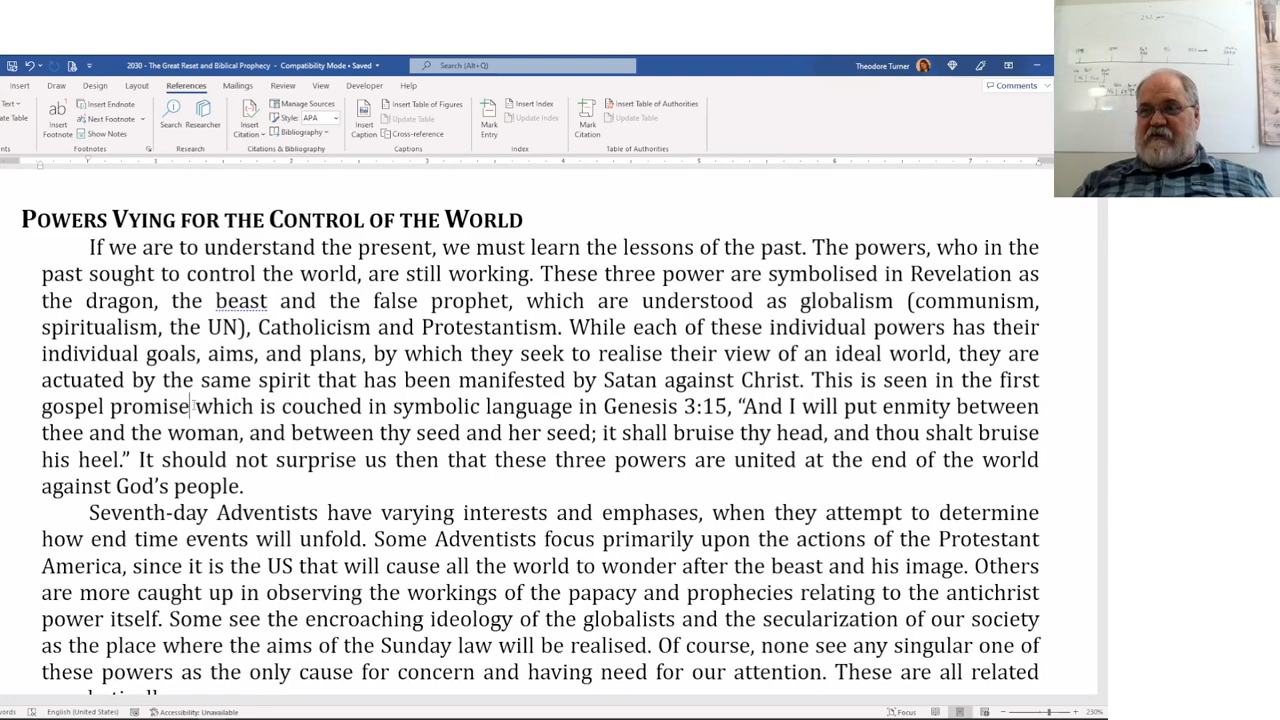 2030 - The Great Reset and Biblical Prophecy - Compatibility Mode • Saved
Search (Alt+Q)
Theodore Turner
Insert Draw Design Layout References Mailings Review View Developer Help
Comments
Text
Update Table
Insert Footnote
Insert Endnote
Next Footnote
Show Notes
Footnotes
Search
Researcher
Research
Insert Citation
Manage Sources
Style: APA
Bibliography
Citations & Bibliography
Insert Caption
Insert Table of Figures
Update Table
Cross-reference
Captions
Mark Entry
Insert Index
Update Index
Index
Mark Citation
Insert Table of Authorities
Update Table
Table of Authorities
1 2 3 4 5 6 7
POWERS VYING FOR THE CONTROL OF THE WORLD
If we are to understand the present, we must learn the lessons of the past. The powers, who in the
past sought to control the world, are still working. These three power are symbolised in Revelation as
the dragon, the beast and the false prophet, which are understood as globalism (communism,
spiritualism, the UN), Catholicism and Protestantism. While each of these individual powers has their
individual goals, aims, and plans, by which they seek to realise their view of an ideal world, they are
actuated by the same spirit that has been manifested by Satan against Christ. This is seen in the first
gospel promise which is couched in symbolic language in Genesis 3:15, “And I will put enmity between
thee and the woman, and between thy seed and her seed; it shall bruise thy head, and thou shalt bruise
his heel.” It should not surprise us then that these three powers are united at the end of the world
against God’s people.
Seventh-day Adventists have varying interests and emphases, when they attempt to determine
how end time events will unfold. Some Adventists focus primarily upon the actions of the Protestant
America, since it is the US that will cause all the world to wonder after the beast and his image. Others
are more caught up in observing the workings of the papacy and prophecies relating to the antichrist
power itself. Some see the encroaching ideology of the globalists and the secularization of our society
as the place where the aims of the Sunday law will be realised. Of course, none see any singular one of
these powers as the only cause for concern and having need for our attention. These are all related
words
English (United States)
Accessibility: Unavailable
Focus
230%